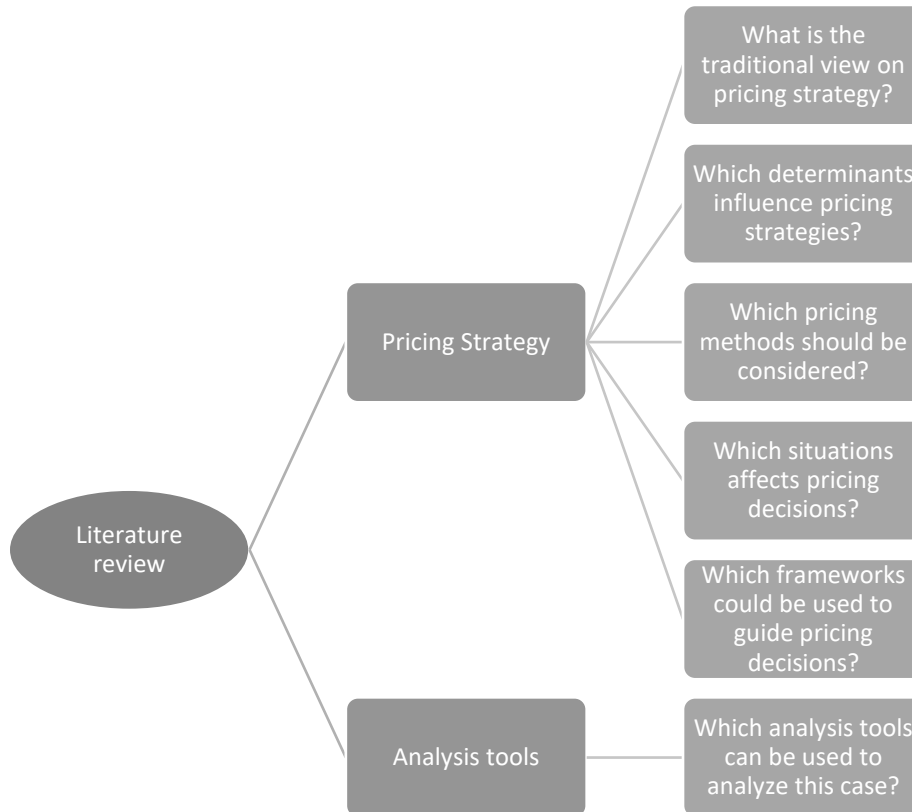 What is the
traditional view on
pricing strategy?
Which determinants
influence pricing
strategies?
Pricing Strategy
Which pricing
methods should be
considered?
Which situations
affects pricing
decisions?
Literature
review
Which frameworks
could be used to
guide pricing
decisions?
Analysis tools
Which analysis tools
can be used to
analyze this case?